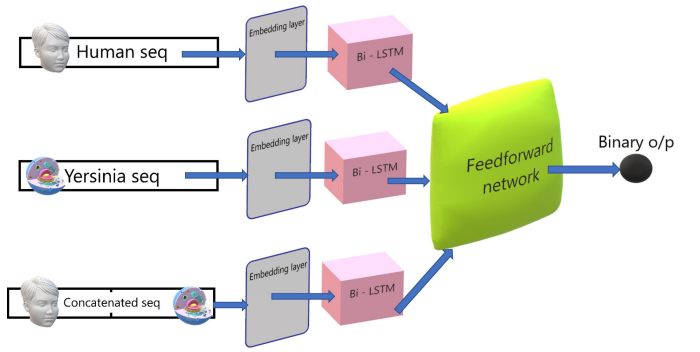 Human seq
Embedding layer
Bi - LSTM
Yersinia seq
Embedding layer
Bi - LSTM
Concatenated seq
Embedding layer
Bi - LSTM
Feedforward
network
Binary o/p